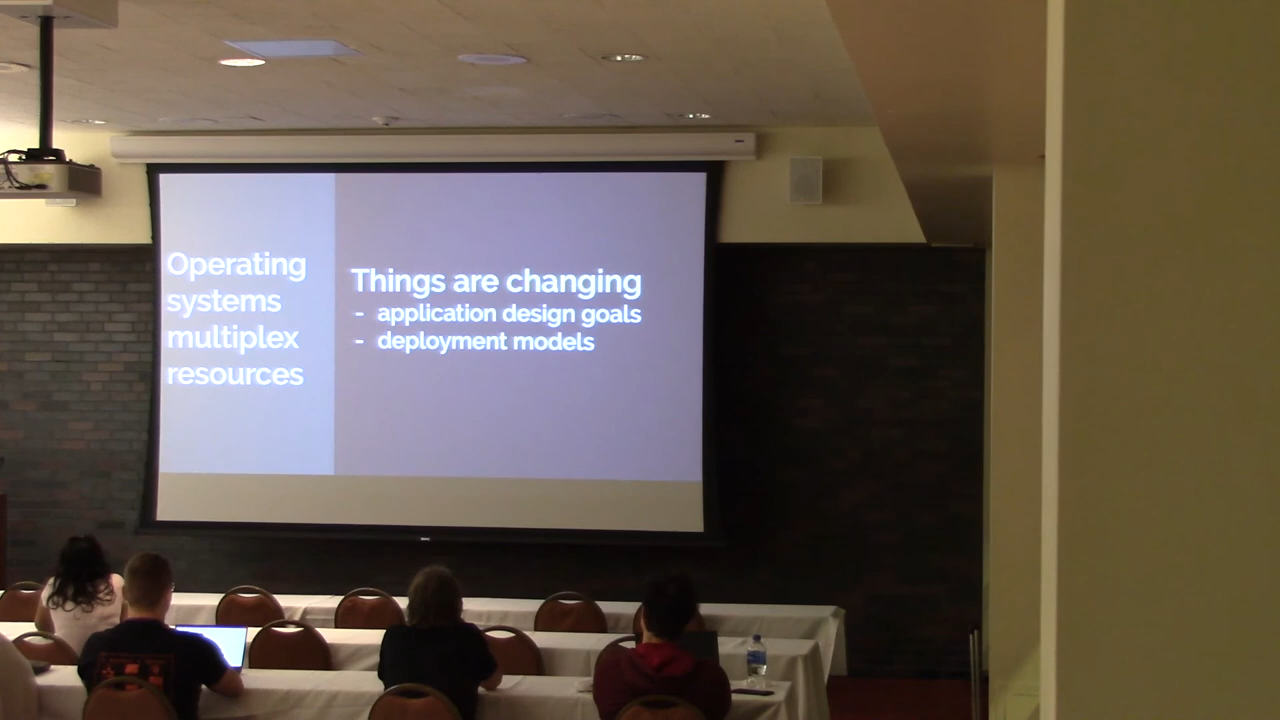 Operating
systems
multiplex
resources
Things are changing
- application design goals
- deployment models